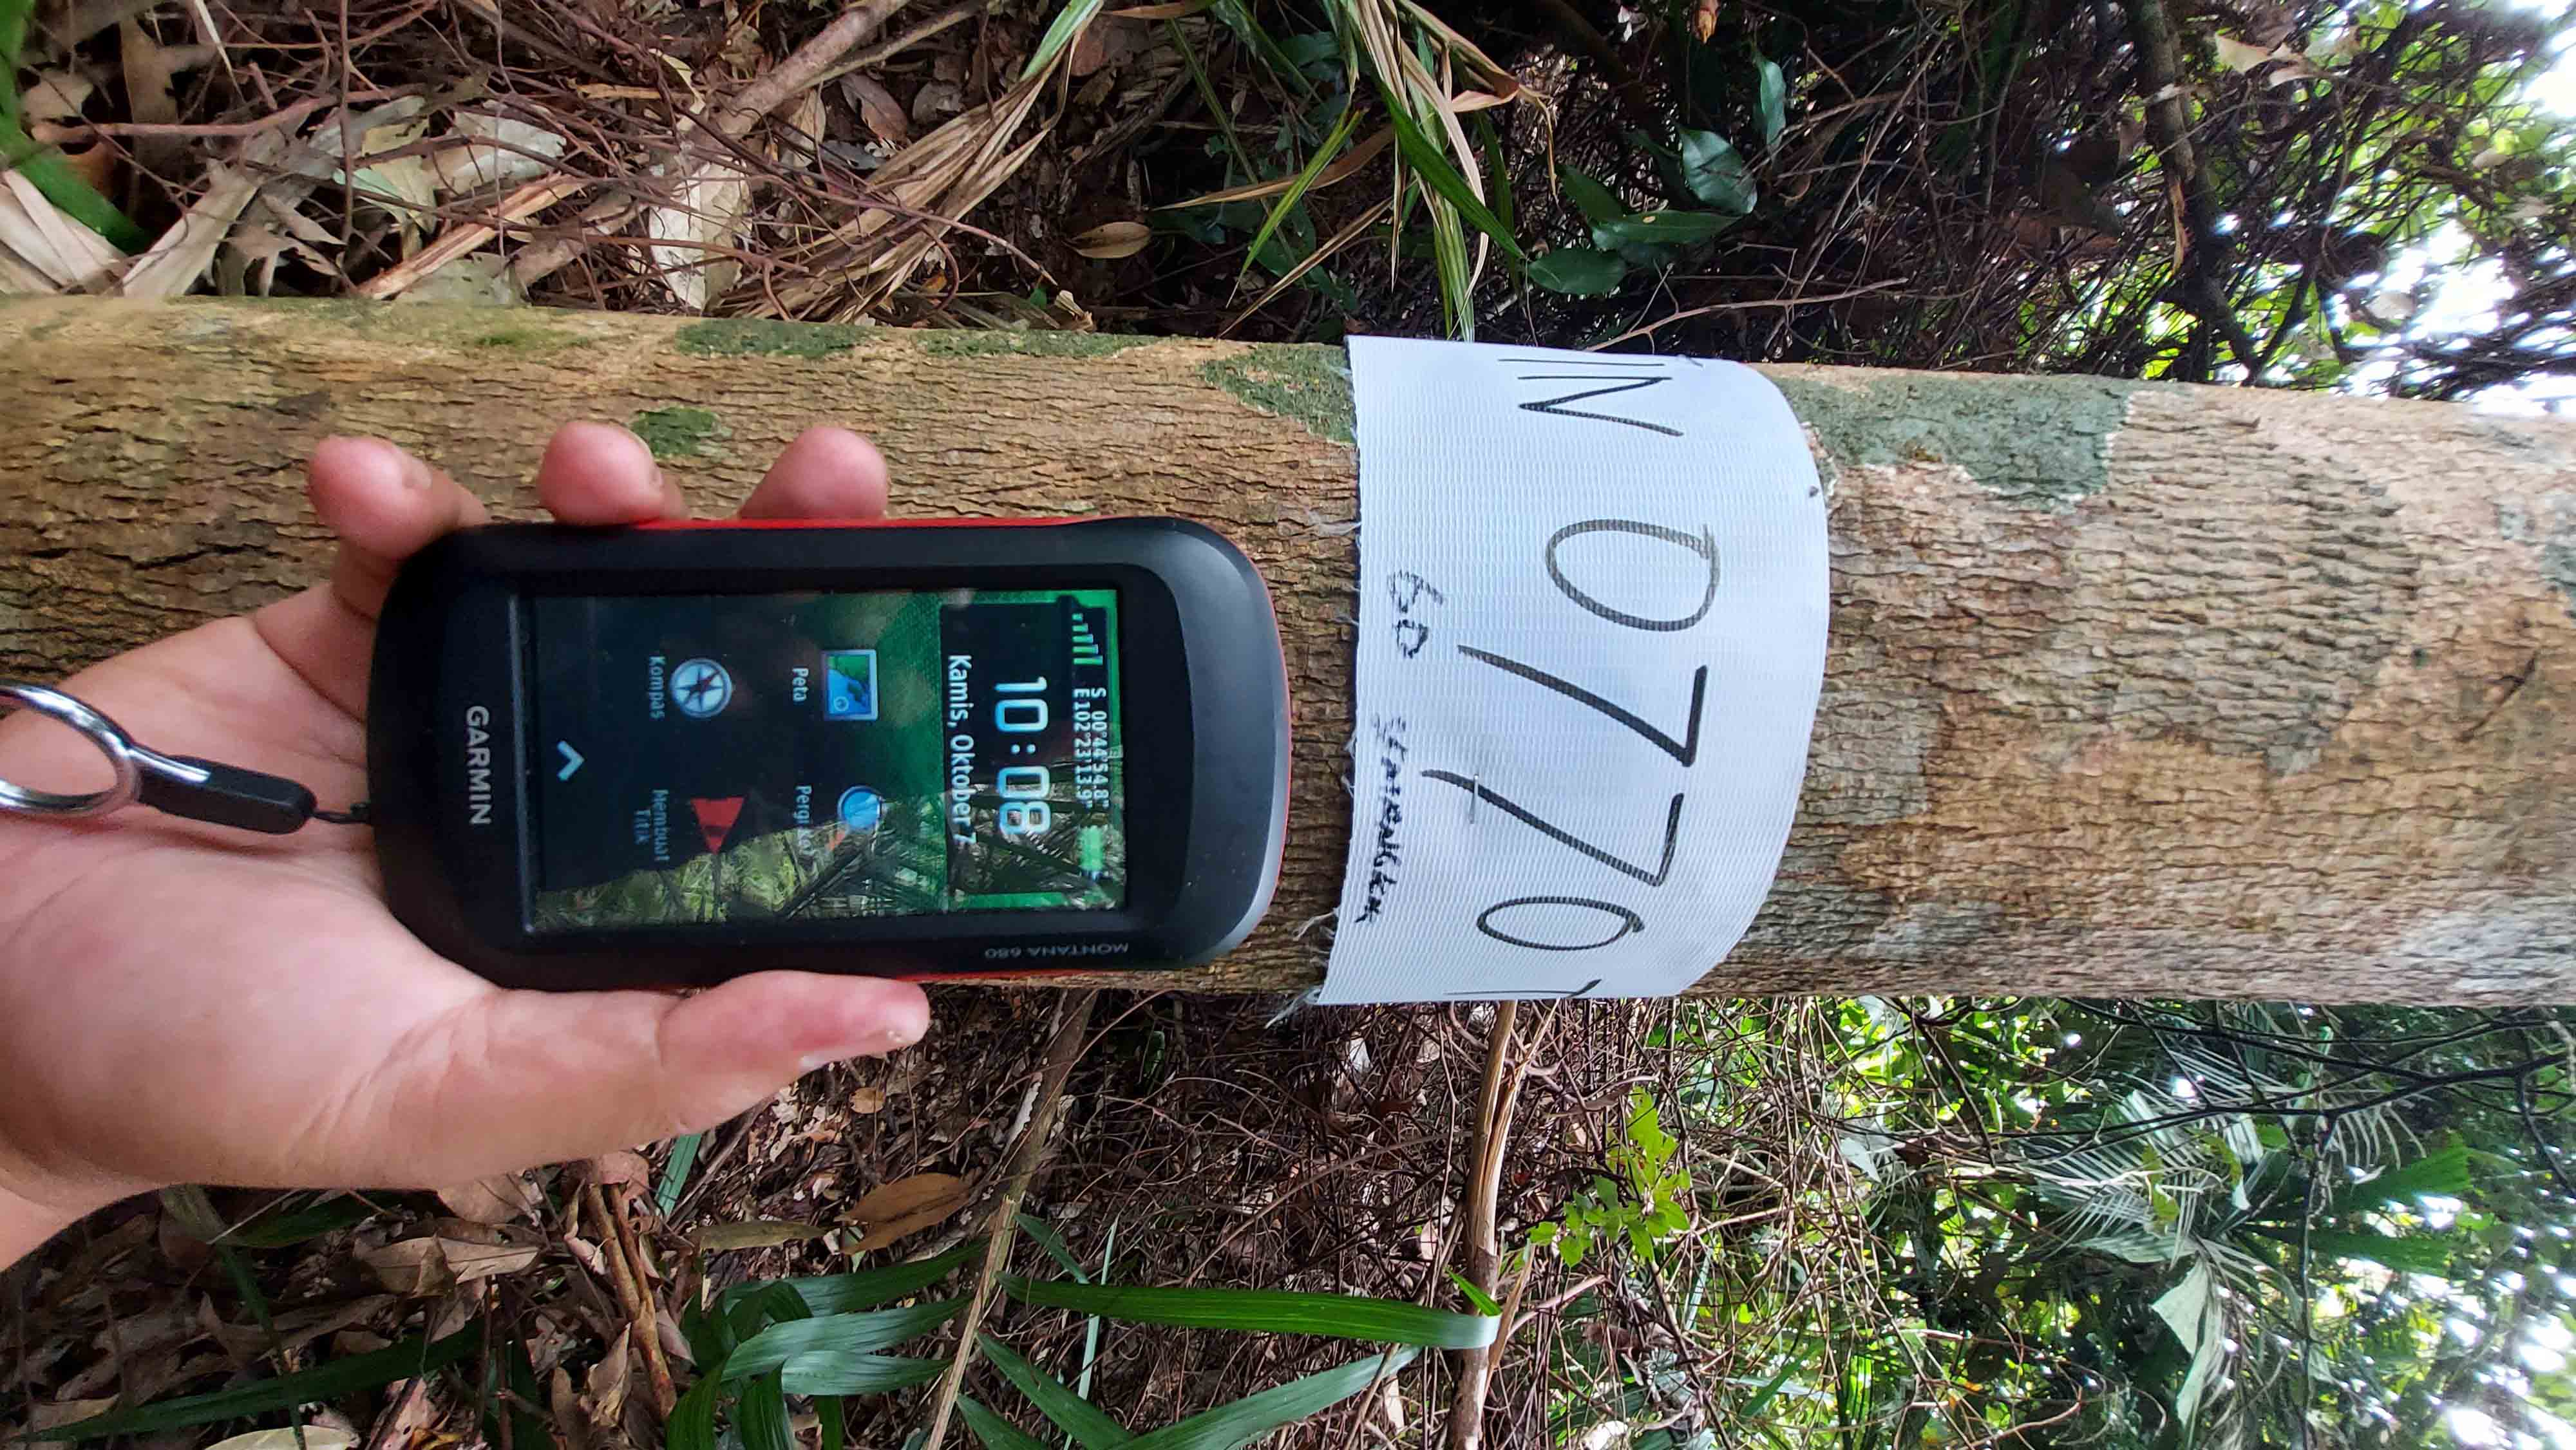 0770
60
S 00°44'54.8"
E102°23'13.9"
10:08
Kamis, Oktober 7
Peta
Kompas
Membuat
Titik
GARMIN
MONTANA 680